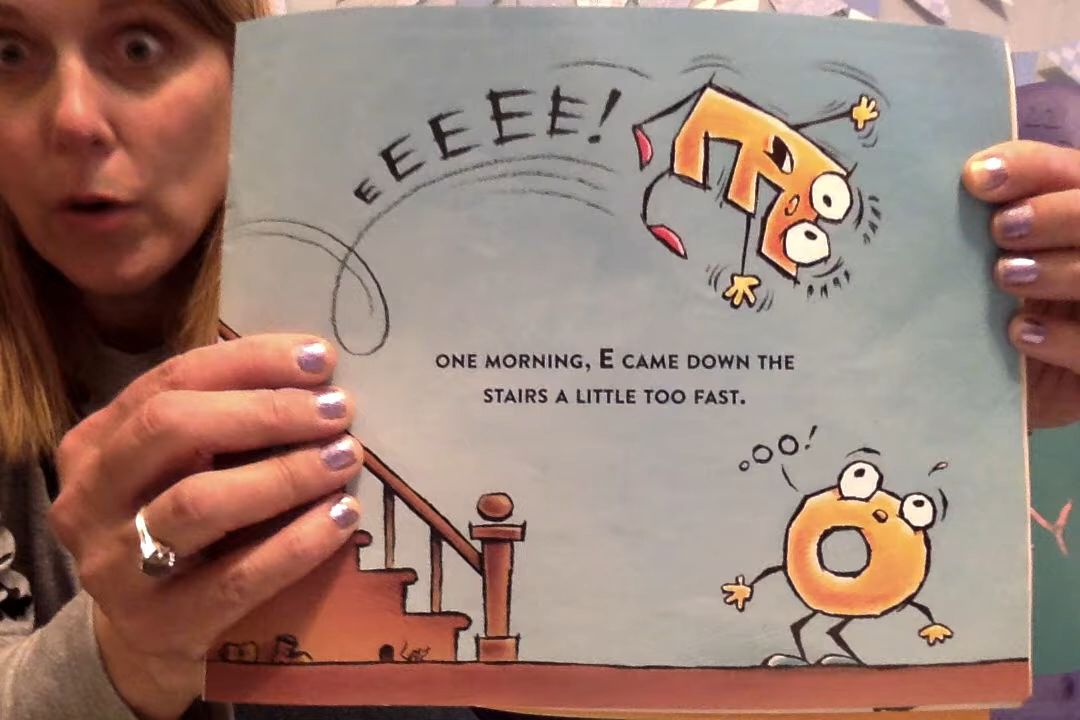 EEEEE!
ONE MORNING, E CAME DOWN THE
STAIRS A LITTLE TOO FAST.
OOO!